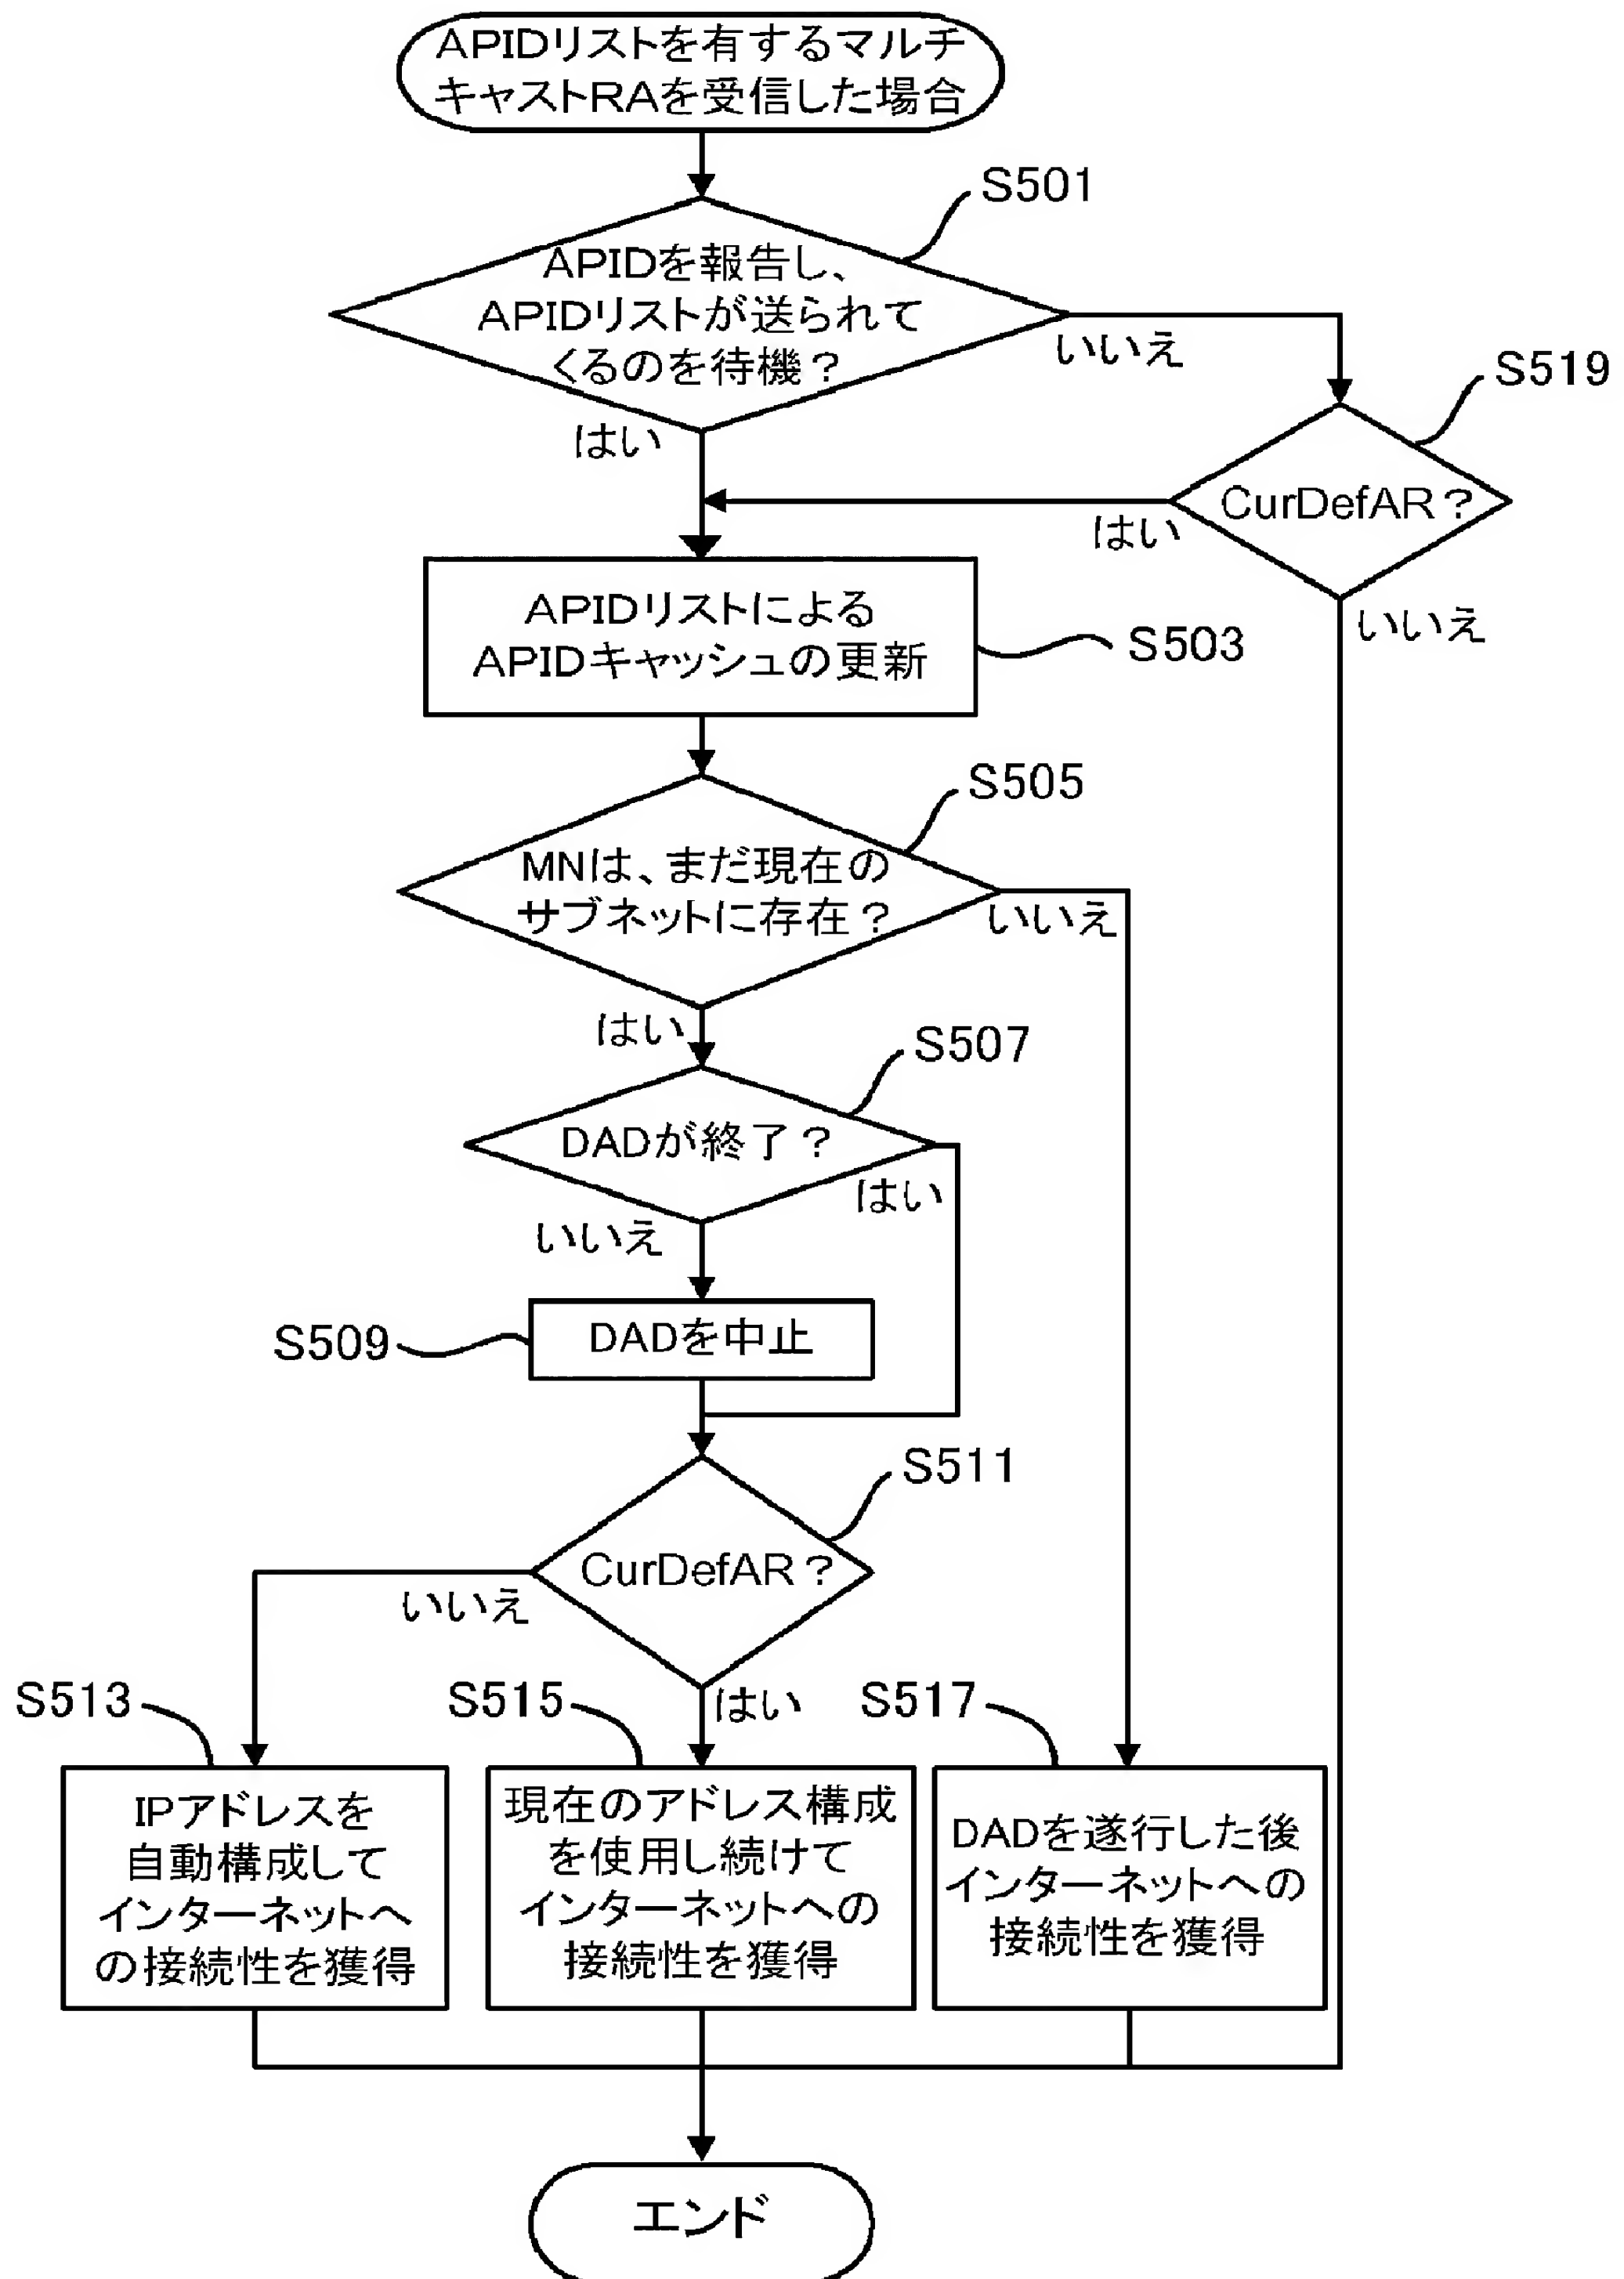 APIDリストを有するマルチ
キャストRAを受信した場合
S501
APIDを報告し、
APIDリストが送られて
くるのを待機？
いいえ
はい
S519
CurDefAR？
はい
いいえ
APIDリストによる
APIDキャッシュの更新
S503
S505
MNは、まだ現在の
サブネットに存在？
いいえ
はい
S507
DADが終了？
はい
いいえ
S509
DADを中止
S511
CurDefAR？
いいえ
はい
S513
S515
S517
IPアドレスを
自動構成して
インターネットへ
の接続性を獲得
現在のアドレス構成
を使用し続けて
インターネットへの
接続性を獲得
DADを遂行した後
インターネットへの
接続性を獲得
エンド